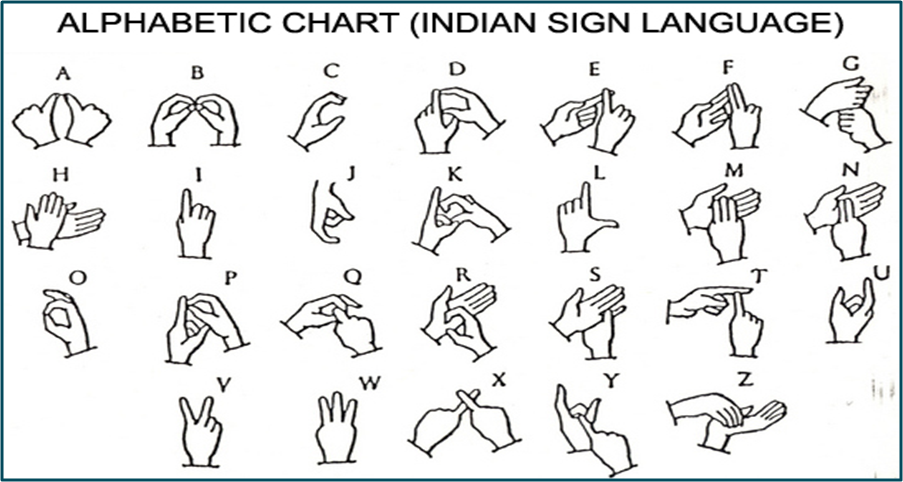 ALPHABETIC CHART (INDIAN SIGN LANGUAGE)
A B C D E F G
H I J K L M N
O P Q R S T U
V W X Y Z